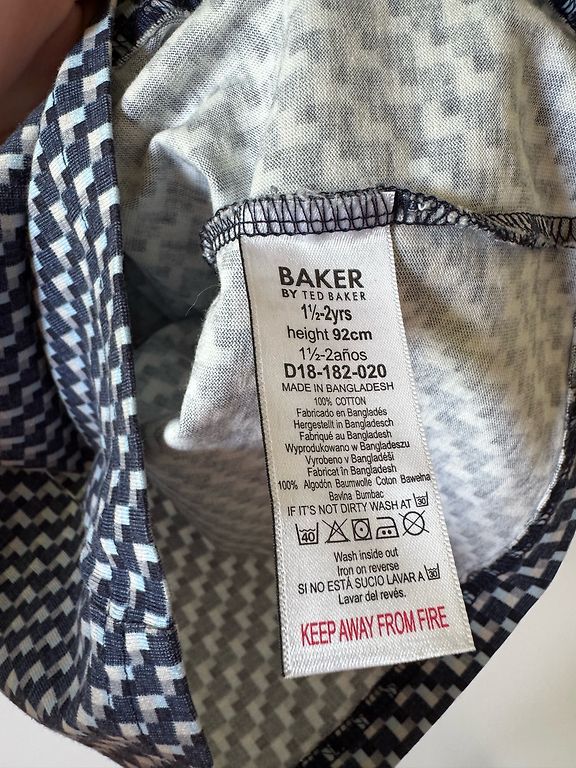 BAKER
BY TED BAKER
1½-2yrs
height 92cm
1½-2años
D18-182-020
MADE IN BANGLADESH
100% COTTON
Fabricado en Bangladés
Hergestellt in Bangladesch
Fabriqué au Bangladesh
Wyprodukowano w Bangladeszu
Vyrobeno v Bangladéši
Fabricat în Bangladesh
100% Algodón Baumwolle Coton Bawełna
Bavlna Bumbac
IF IT'S NOT DIRTY WASH AT 30
40
Wash inside out
Iron on reverse
SI NO ESTÁ SUCIO LAVAR A 30
Lavar del revés.
KEEP AWAY FROM FIRE